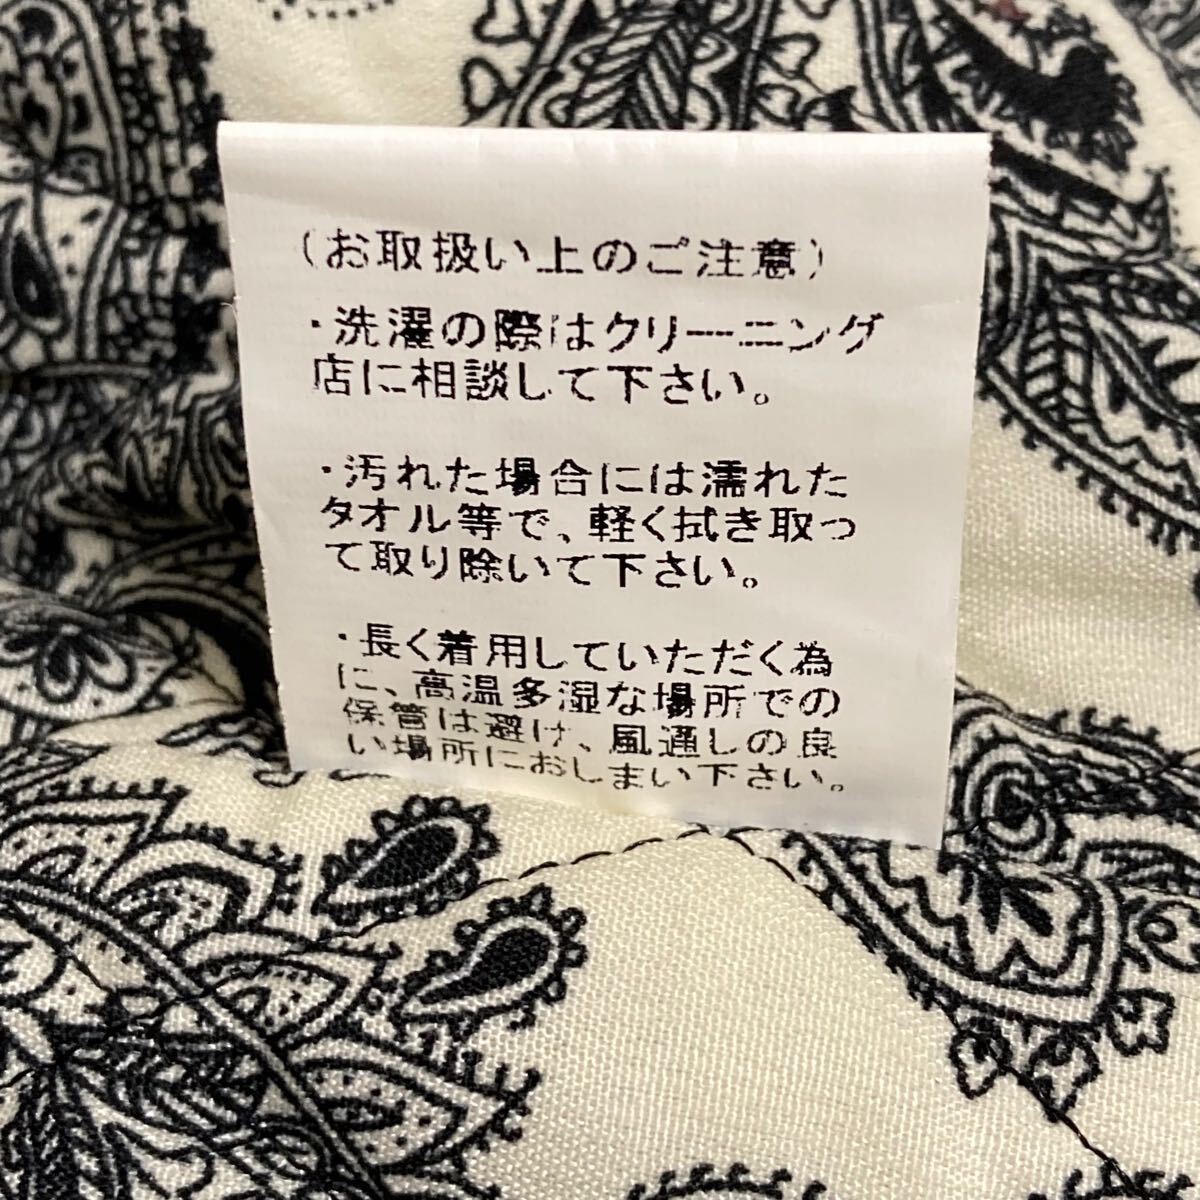 （お取扱い上のご注意）
・洗濯の際はクリーニング
店に相談して下さい。
・汚れた場合には濡れた
タオル等で、軽く拭き取っ
て取り除いて下さい。
・長く着用していただく為
に、高温多湿な場所での
保管は避け、風通しの良
い場所におしまい下さい。